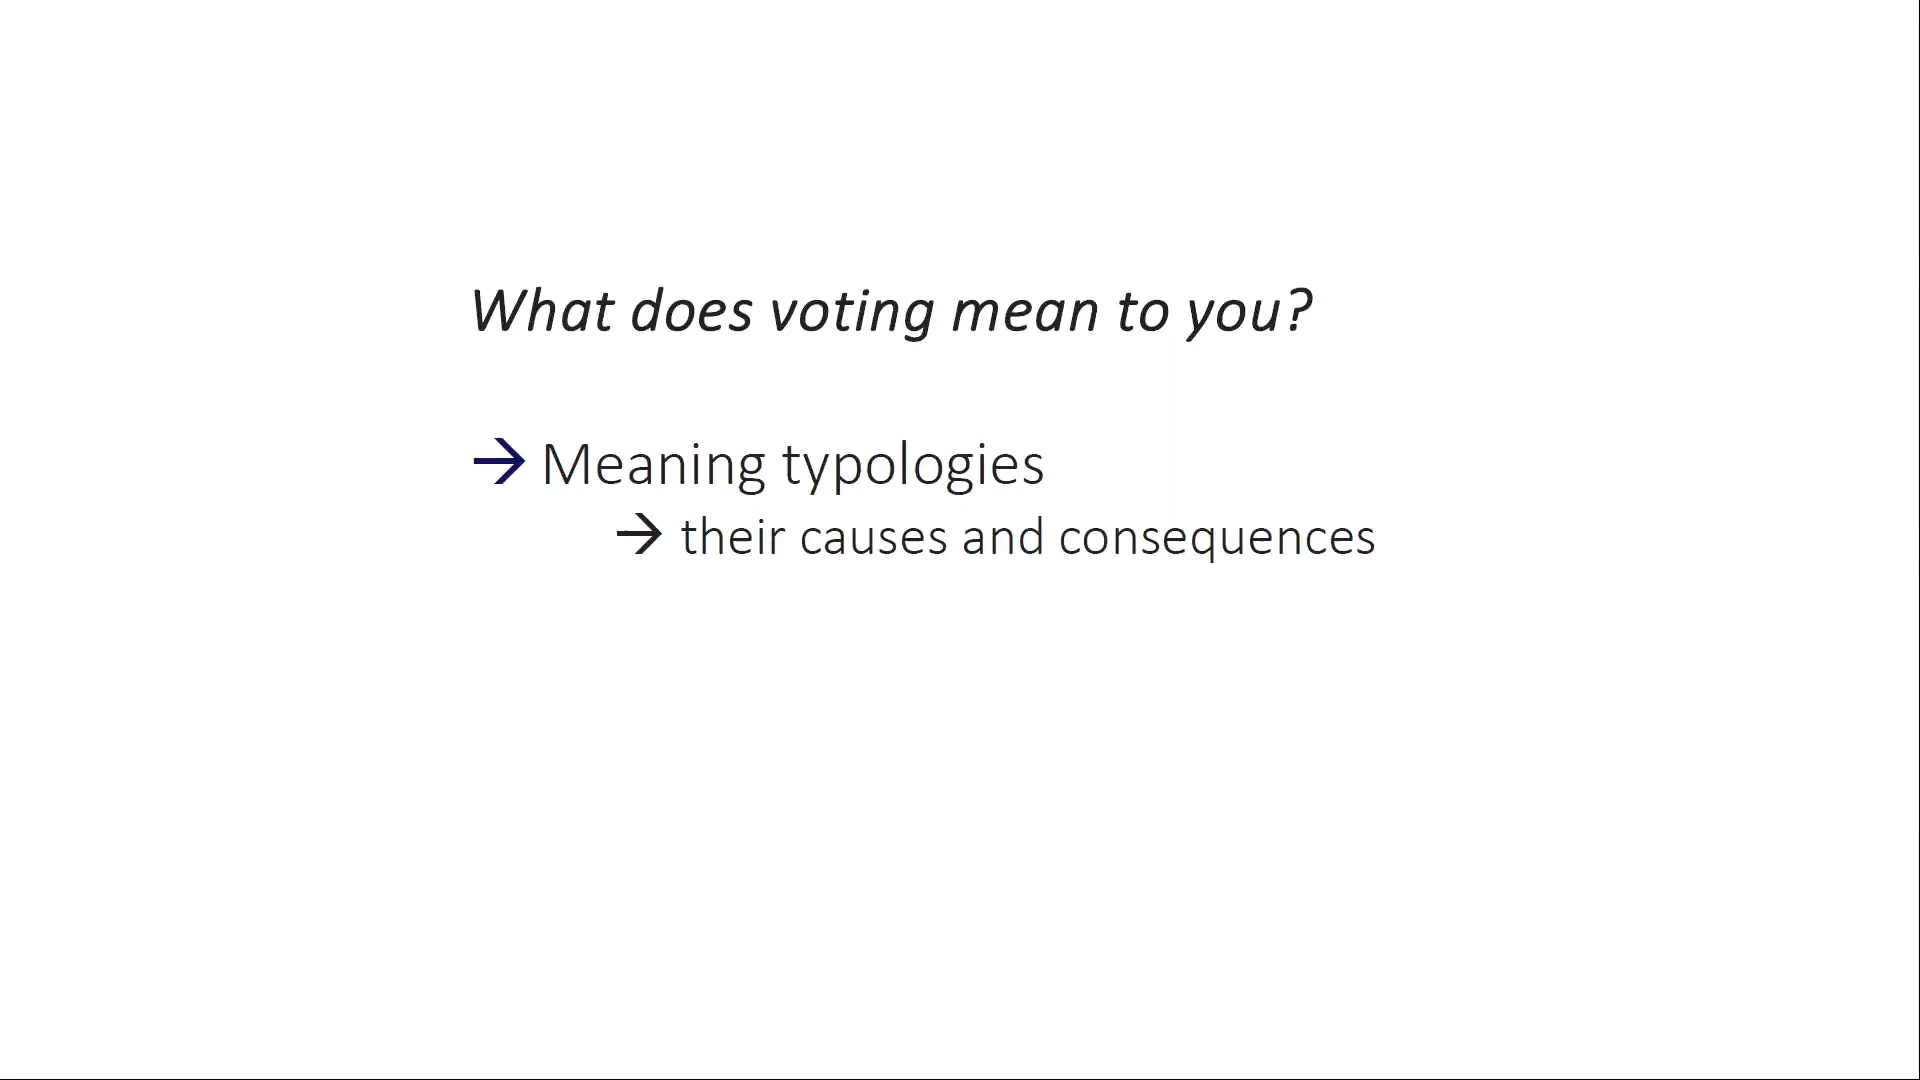 What does voting mean to you?
→ Meaning typologies
→ their causes and consequences